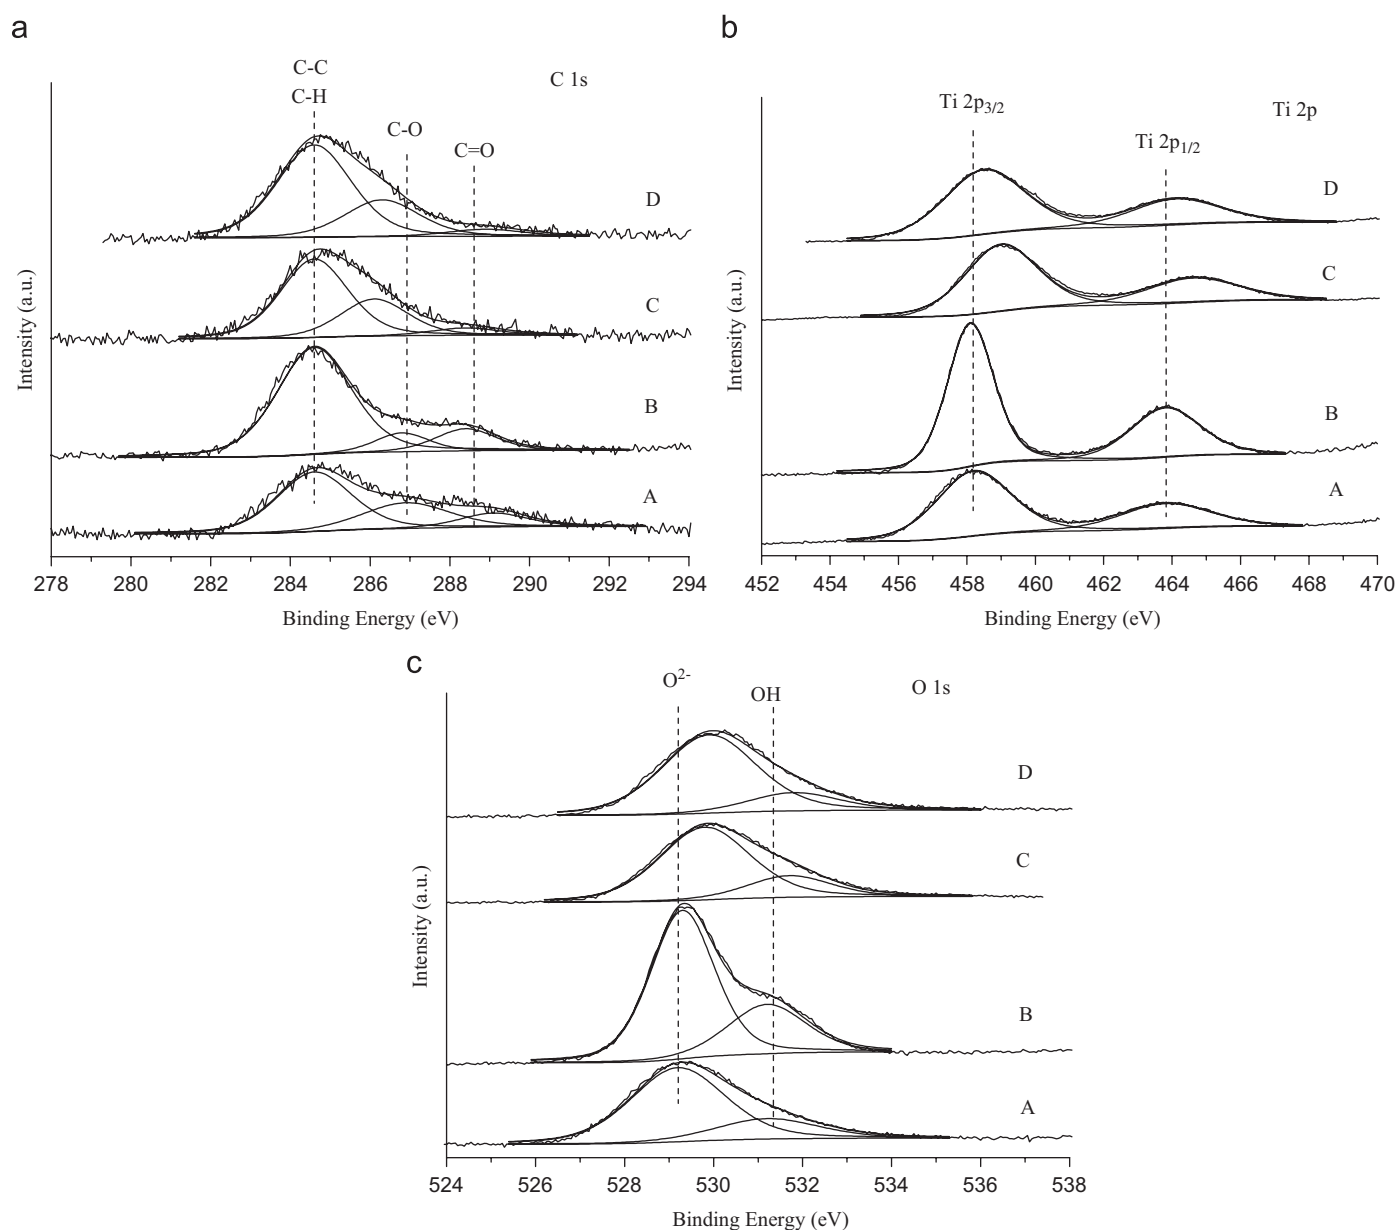 a
C-C
C-H
C 1s
C-O
C=O
D
C
B
A
Intensity (a.u.)
278 280 282 284 286 288 290 292 294
Binding Energy (eV)
b
Ti 2p3/2
Ti 2p
Ti 2p1/2
D
C
B
A
Intensity (a.u.)
452 454 456 458 460 462 464 466 468 470
Binding Energy (eV)
c
O2-
OH
O 1s
D
C
B
A
Intensity (a.u.)
524 526 528 530 532 534 536 538
Binding Energy (eV)